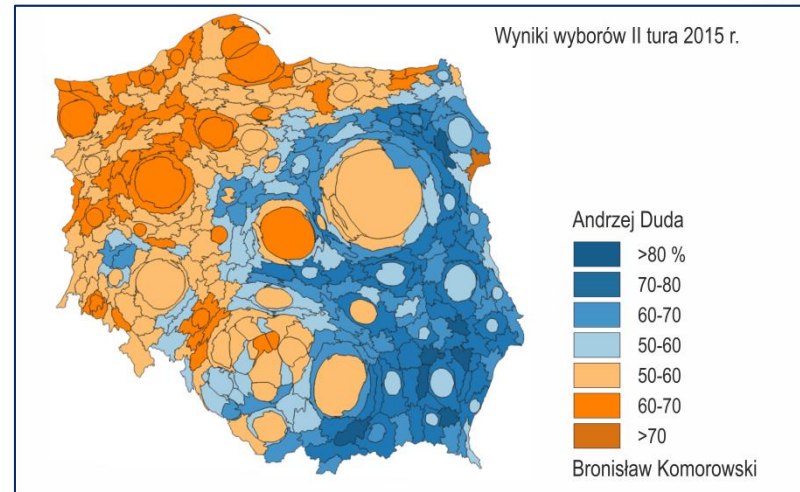 Wyniki wyborów II tura 2015 r.
Andrzej Duda
>80 %
70-80
60-70
50-60
50-60
60-70
>70
Bronisław Komorowski